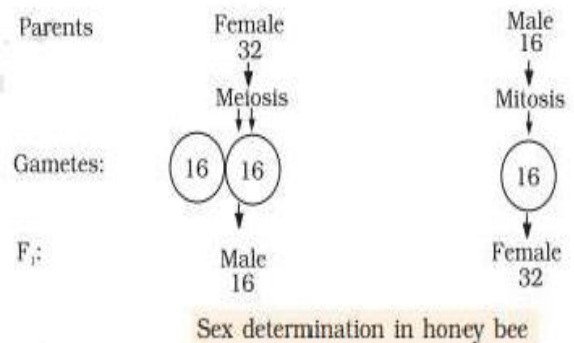 Parents Female Male
32 16
Meiosis Mitosis
Gametes: 16 16 16
F₁: Male Female
16 32
Sex determination in honey bee